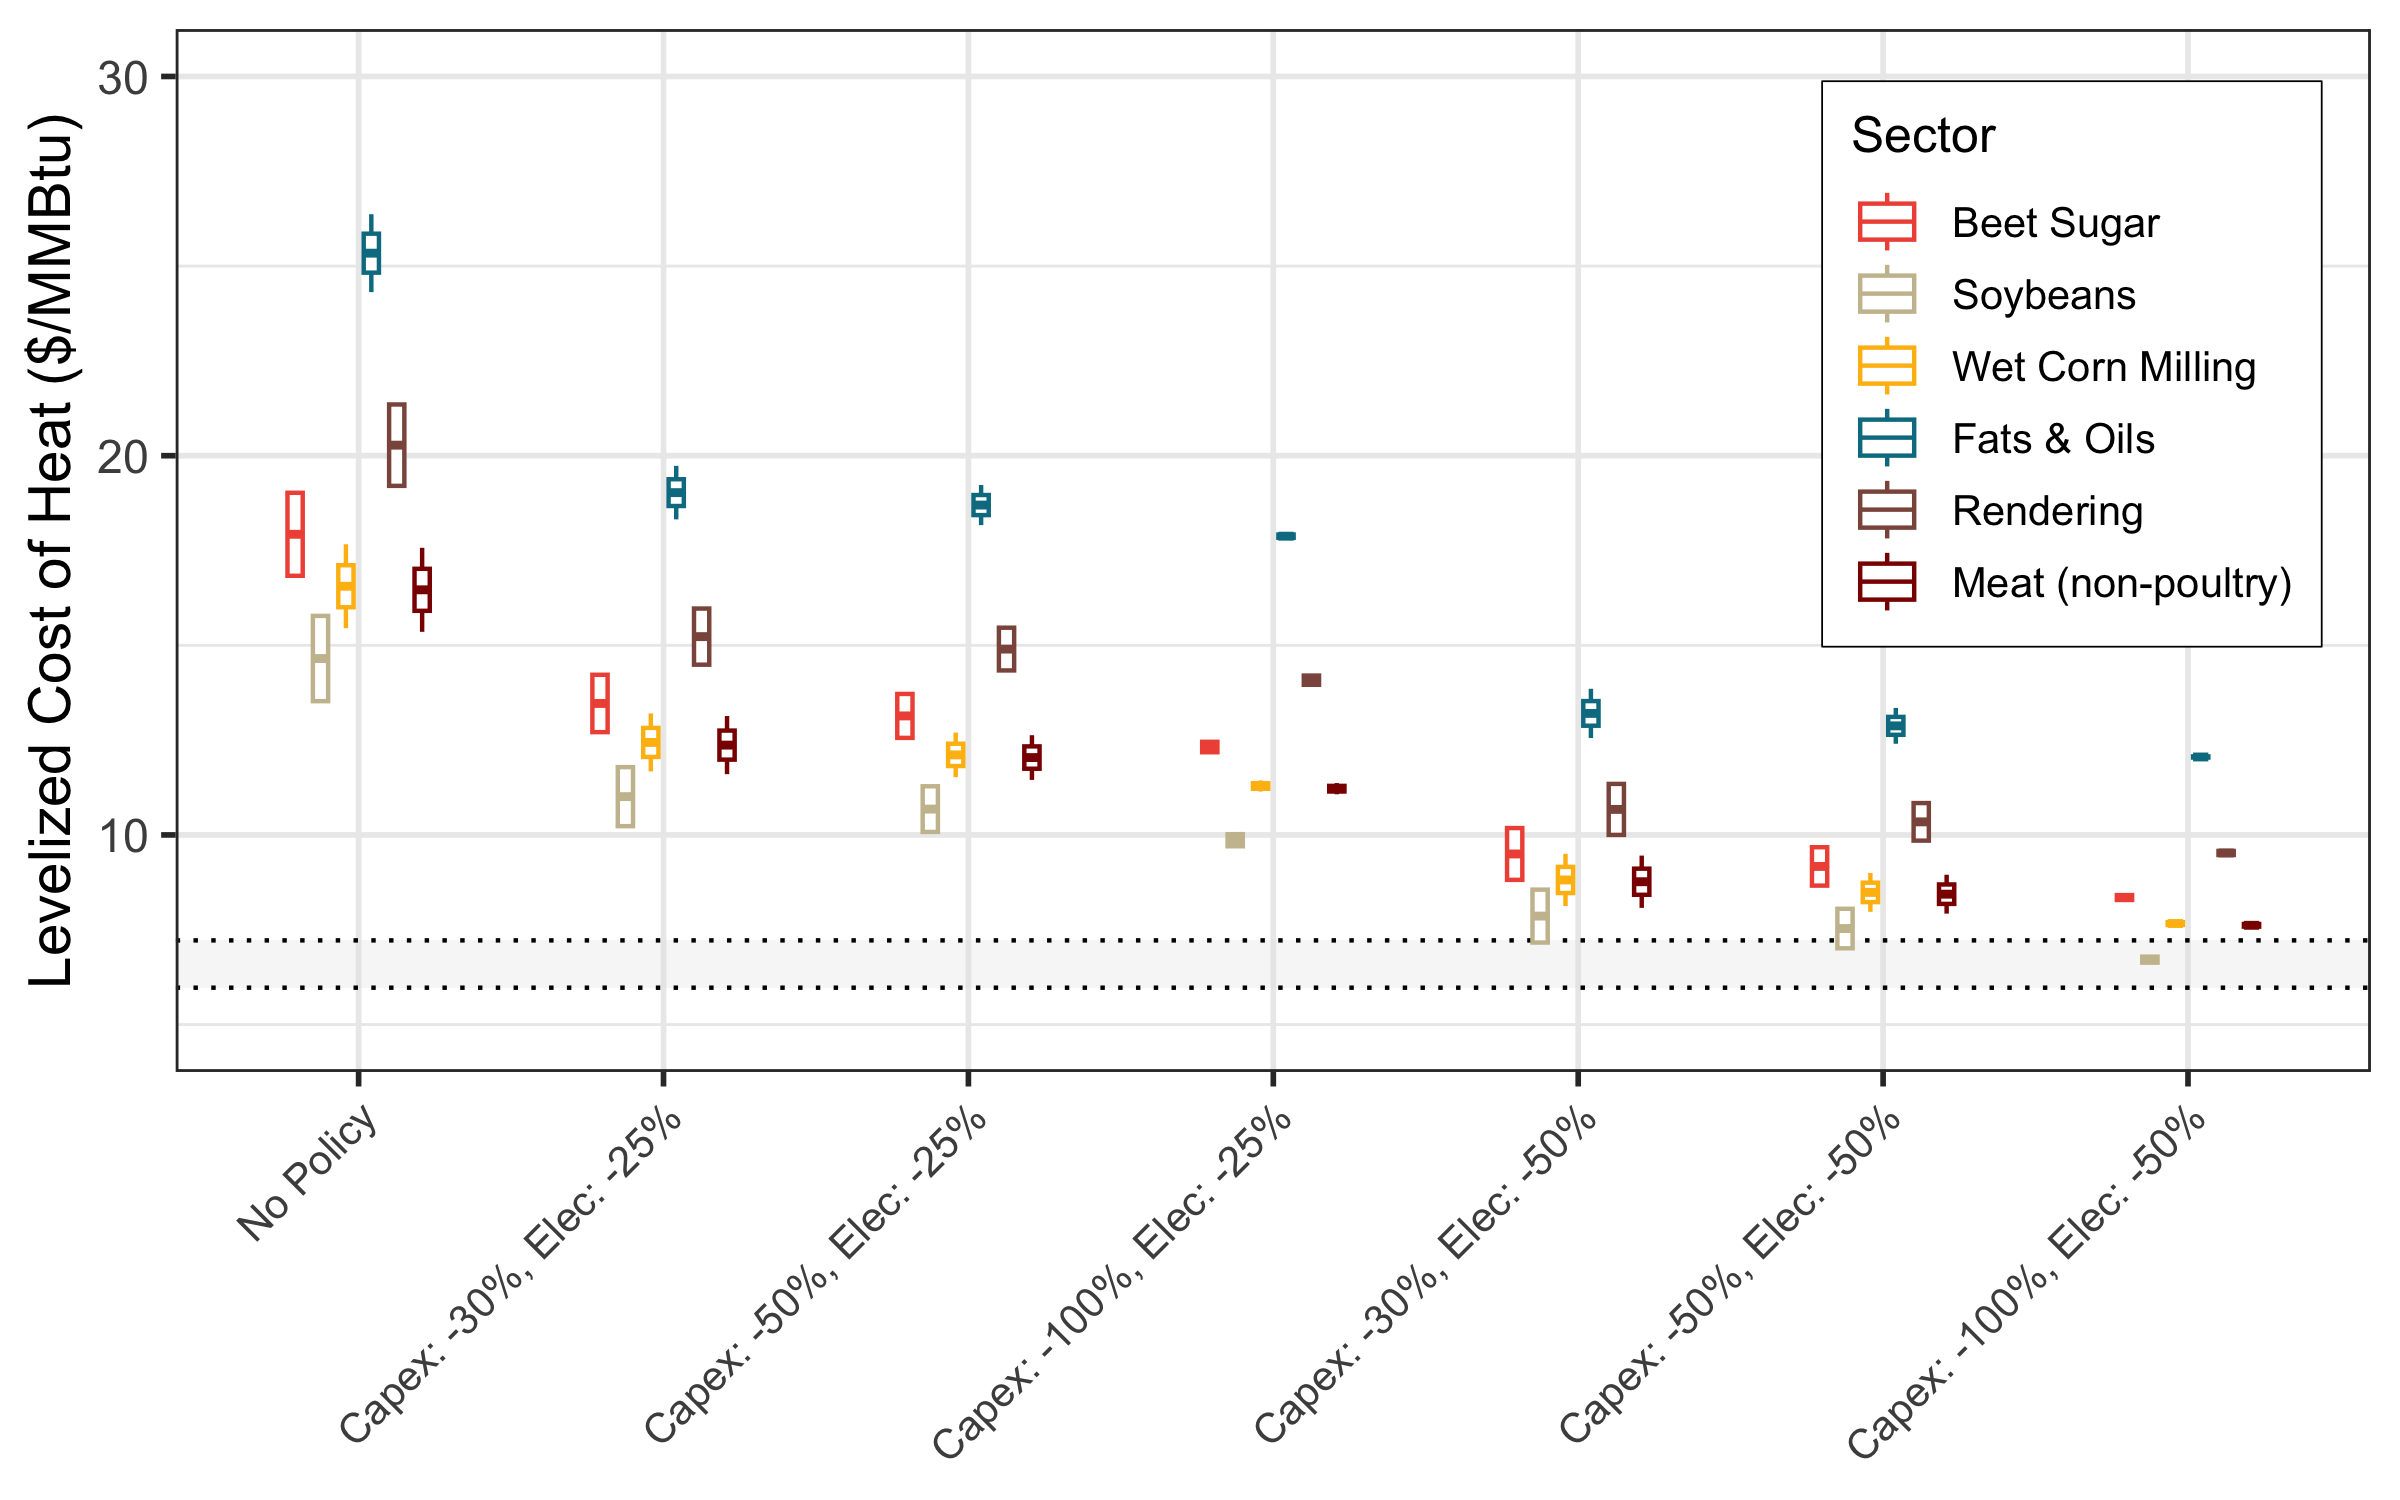 Levelized Cost of Heat ($/MMBtu)
30
20
10
Sector
Beet Sugar
Soybeans
Wet Corn Milling
Fats & Oils
Rendering
Meat (non-poultry)
No Policy
Capex: -30%, Elec: -25%
Capex: -50%, Elec: -25%
Capex: -100%, Elec: -25%
Capex: -30%, Elec: -50%
Capex: -50%, Elec: -50%
Capex: -100%, Elec: -50%